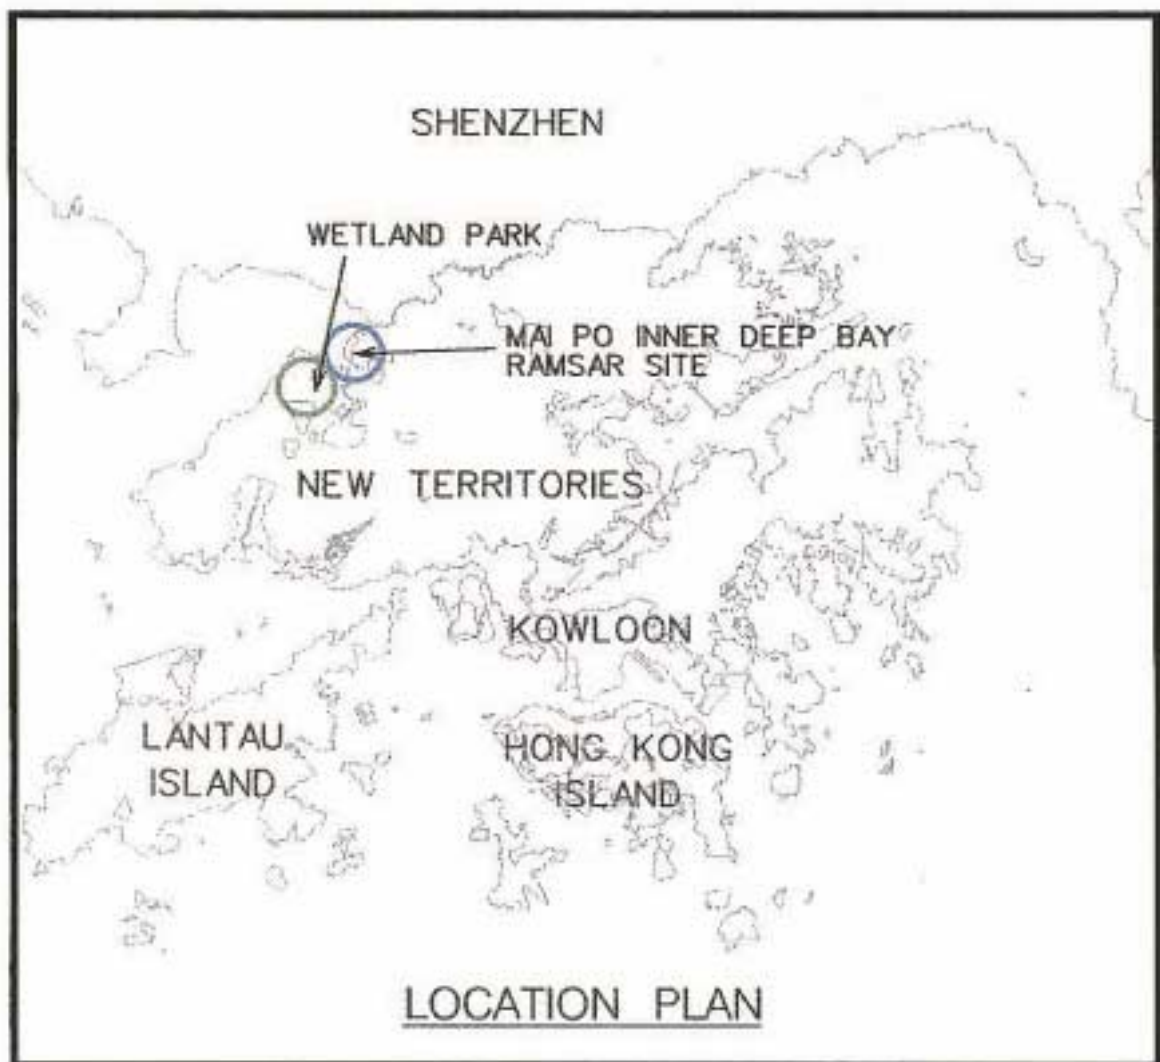 SHENZHEN
WETLAND PARK
MAI PO INNER DEEP BAY
RAMSAR SITE
NEW TERRITORIES
KOWLOON
LANTAU
ISLAND
HONG KONG
ISLAND
LOCATION PLAN